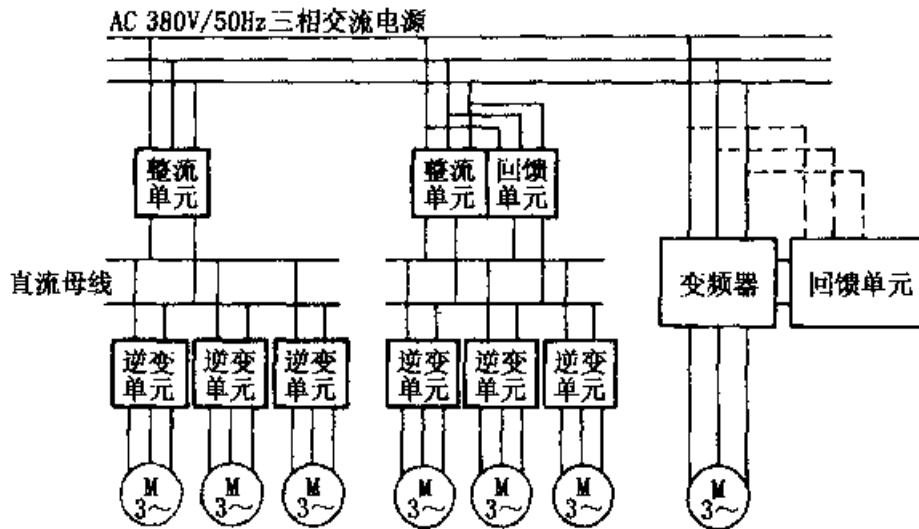 AC 380V/50Hz三相交流电源
整流
单元
整流
单元
回馈
单元
直流母线
变频器
回馈单元
逆变
单元
逆变
单元
逆变
单元
逆变
单元
逆变
单元
逆变
单元
M
3～
M
3～
M
3～
M
3～
M
3～
M
3～
M
3～